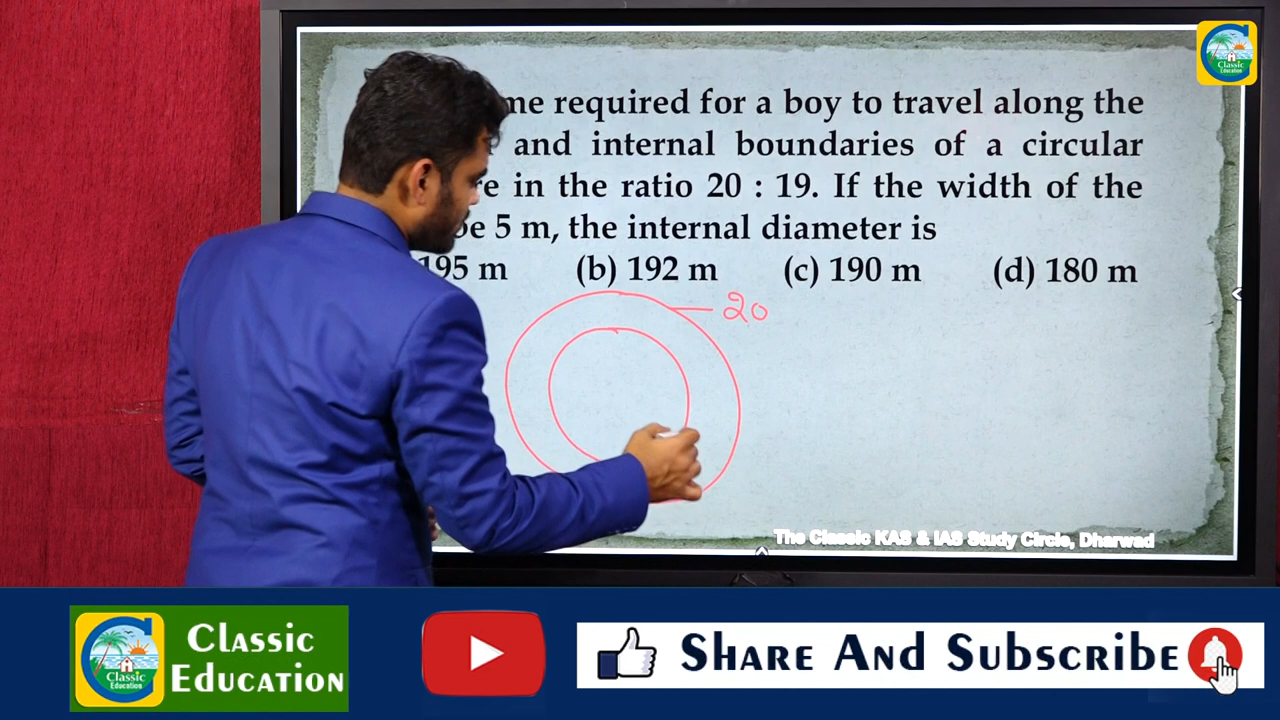 Classic
Education
required for a boy to travel along the
and internal boundaries of a circular
in the ratio 20 : 19. If the width of the
5 m, the internal diameter is
195 m (b) 192 m (c) 190 m (d) 180 m
20
The Classic KAS & IAS Study Circle, Dharwad
Classic
Education
Classic
Education
Share And Subscribe